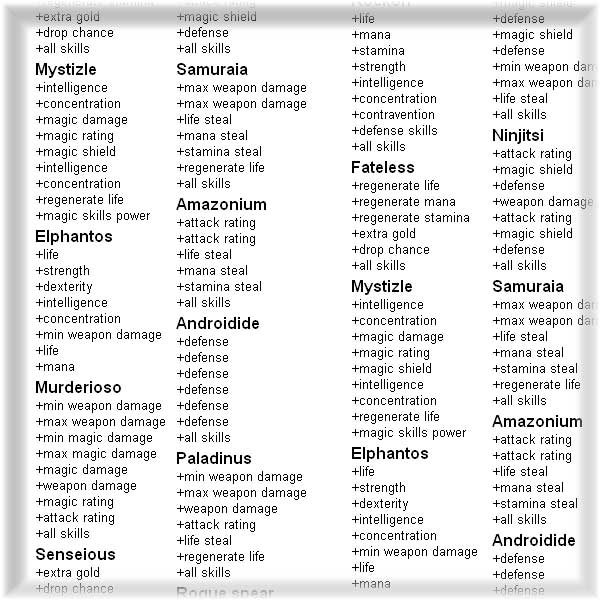 +extra gold
+drop chance
+all skills
Mystizle
+intelligence
+concentration
+magic damage
+magic rating
+magic shield
+intelligence
+concentration
+regenerate life
+magic skills power
Elphantos
+life
+strength
+dexterity
+intelligence
+concentration
+min weapon damage
+life
+mana
Murderioso
+min weapon damage
+max weapon damage
+min magic damage
+max magic damage
+magic damage
+weapon damage
+magic rating
+attack rating
+all skills
Senseious
+extra gold
+drop chance
+magic shield
+defense
+all skills
Samuraia
+max weapon damage
+max weapon damage
+life steal
+mana steal
+stamina steal
+regenerate life
+all skills
Amazonium
+attack rating
+attack rating
+life steal
+mana steal
+stamina steal
+all skills
Androidide
+defense
+defense
+defense
+defense
+defense
+defense
+all skills
Paladinus
+min weapon damage
+max weapon damage
+weapon damage
+attack rating
+life steal
+regenerate life
+all skills
Rogue spear
+life
+mana
+stamina
+strength
+intelligence
+concentration
+contravention
+defense skills
+all skills
Fateless
+regenerate life
+regenerate mana
+regenerate stamina
+extra gold
+drop chance
+all skills
Mystizle
+intelligence
+concentration
+magic damage
+magic rating
+magic shield
+intelligence
+concentration
+regenerate life
+magic skills power
Elphantos
+life
+strength
+dexterity
+intelligence
+concentration
+min weapon damage
+life
+mana
+defense
+magic shield
+defense
+min weapon dam
+max weapon dam
+life steal
+all skills
Ninjitsi
+attack rating
+magic shield
+defense
+weapon damage
+attack rating
+magic shield
+defense
+all skills
Samuraia
+max weapon dam
+max weapon dam
+life steal
+mana steal
+stamina steal
+regenerate life
+all skills
Amazonium
+attack rating
+attack rating
+life steal
+mana steal
+stamina steal
+all skills
Androidide
+defense
+defense
+defense